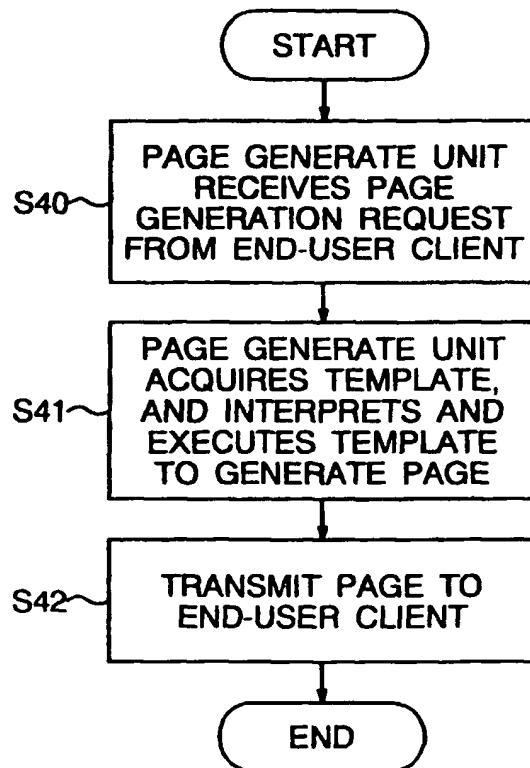 START
S40
PAGE GENERATE UNIT
RECEIVES PAGE
GENERATION REQUEST
FROM END-USER CLIENT
S41
PAGE GENERATE UNIT
ACQUIRES TEMPLATE,
AND INTERPRETS AND
EXECUTES TEMPLATE
TO GENERATE PAGE
S42
TRANSMIT PAGE TO
END-USER CLIENT
END